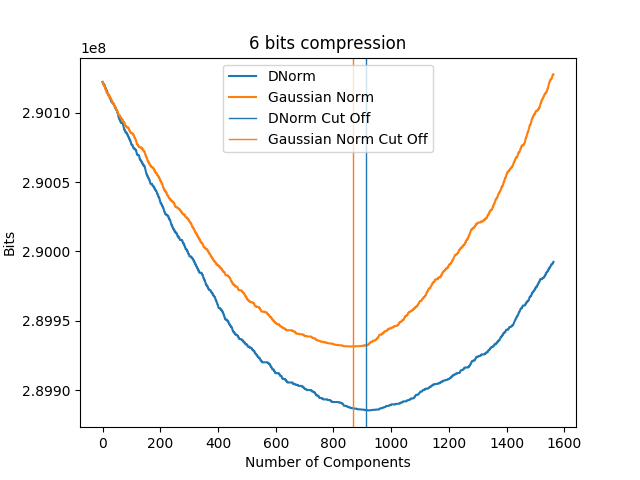 6 bits compression
1e8
DNorm
Gaussian Norm
DNorm Cut Off
Gaussian Norm Cut Off
2.9010
2.9005
2.9000
2.8995
2.8990
Bits
0 200 400 600 800 1000 1200 1400 1600
Number of Components